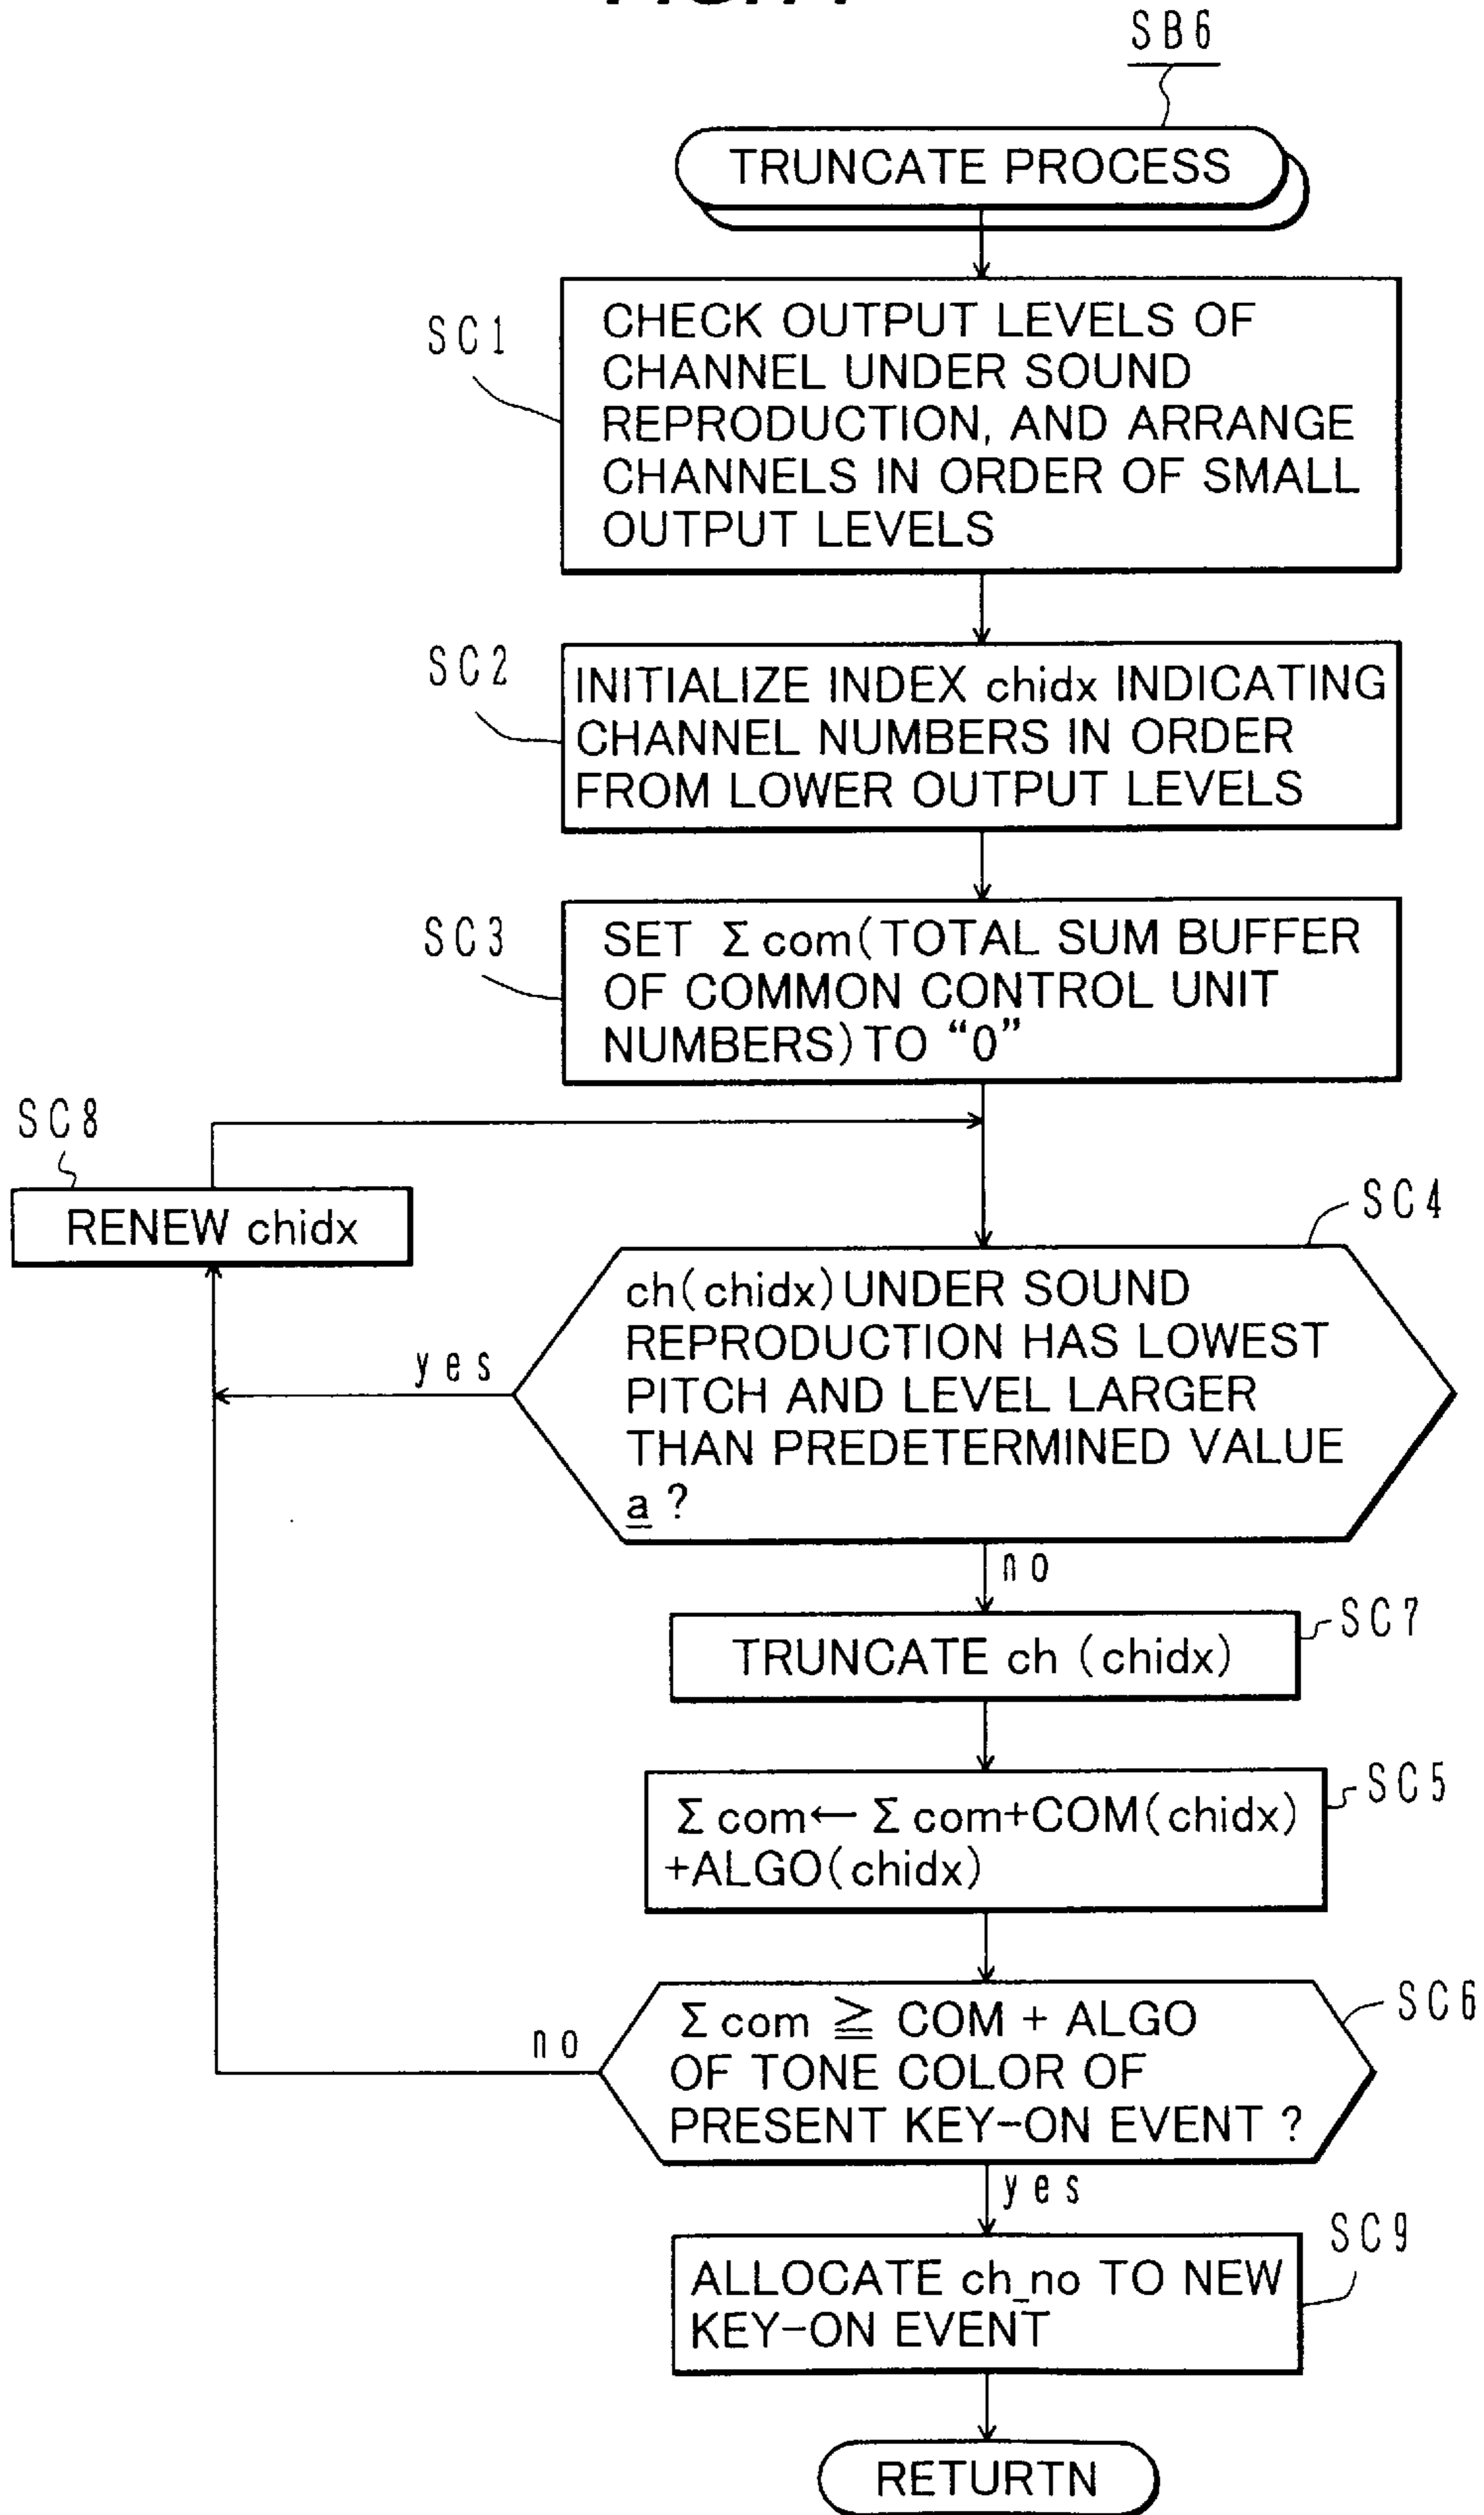 SB6
TRUNCATE PROCESS
SC1
CHECK OUTPUT LEVELS OF
CHANNEL UNDER SOUND
REPRODUCTION, AND ARRANGE
CHANNELS IN ORDER OF SMALL
OUTPUT LEVELS
SC2
INITIALIZE INDEX chidx INDICATING
CHANNEL NUMBERS IN ORDER
FROM LOWER OUTPUT LEVELS
SC3
SET Σcom(TOTAL SUM BUFFER
OF COMMON CONTROL UNIT
NUMBERS)TO “0”
SC8
RENEW chidx
SC4
ch(chidx)UNDER SOUND
REPRODUCTION HAS LOWEST
PITCH AND LEVEL LARGER
THAN PREDETERMINED VALUE
a ?
yes
no
SC7
TRUNCATE ch (chidx)
SC5
Σcom← Σcom+COM(chidx)
+ALGO(chidx)
SC6
Σcom ≧ COM + ALGO
OF TONE COLOR OF
PRESENT KEY-ON EVENT ?
no
yes
SC9
ALLOCATE ch_no TO NEW
KEY-ON EVENT
RETURTN